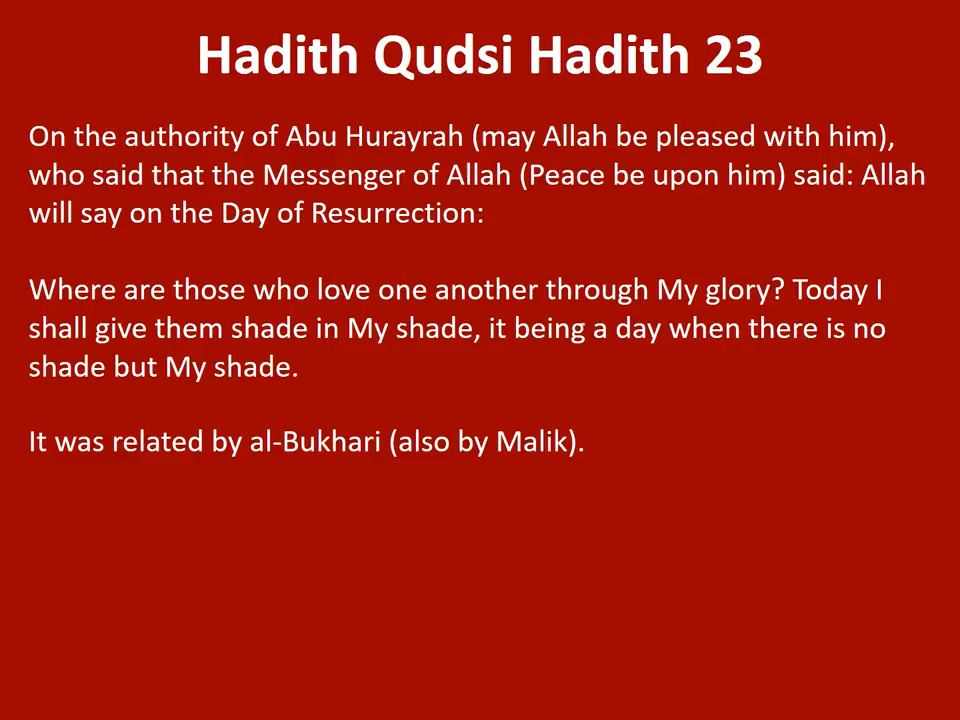 Hadith Qudsi Hadith 23
On the authority of Abu Hurayrah (may Allah be pleased with him),
who said that the Messenger of Allah (Peace be upon him) said: Allah
will say on the Day of Resurrection:
Where are those who love one another through My glory? Today I
shall give them shade in My shade, it being a day when there is no
shade but My shade.
It was related by al-Bukhari (also by Malik).